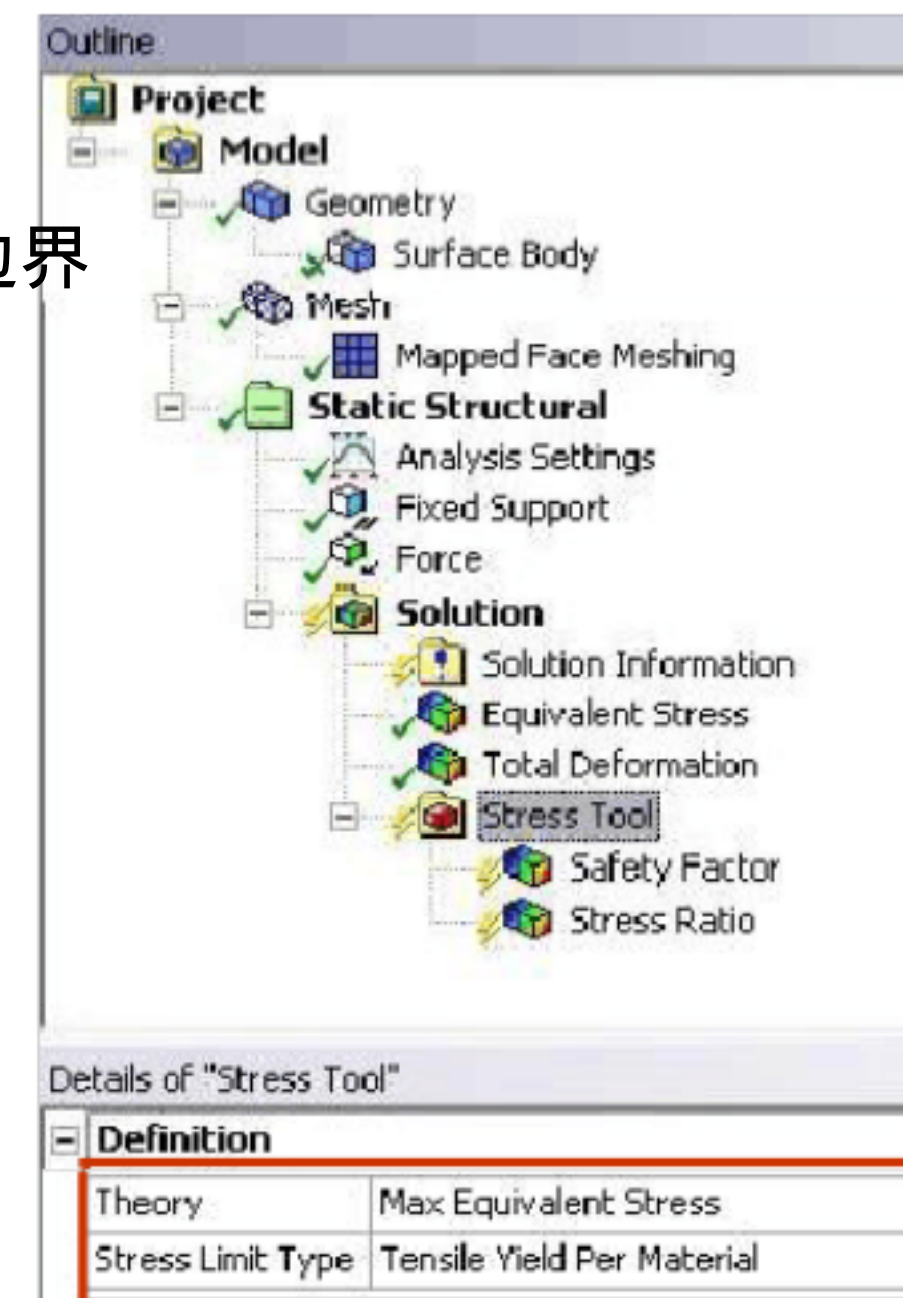 Outline
Project
Model
Geometry
边界
Surface Body
Mesh
Mapped Face Meshing
Static Structural
Analysis Settings
Fixed Support
Force
Solution
Solution Information
Equivalent Stress
Total Deformation
Stress Tool
Safety Factor
Stress Ratio
Details of "Stress Tool"
Definition
Theory Max Equivalent Stress
Stress Limit Type Tensile Yield Per Material